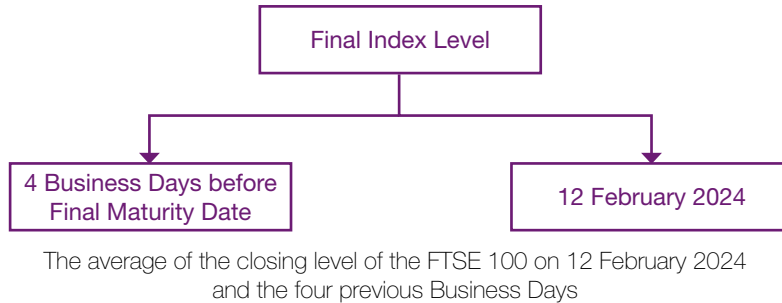 Final Index Level
4 Business Days before
Final Maturity Date
12 February 2024
The average of the closing level of the FTSE 100 on 12 February 2024
and the four previous Business Days